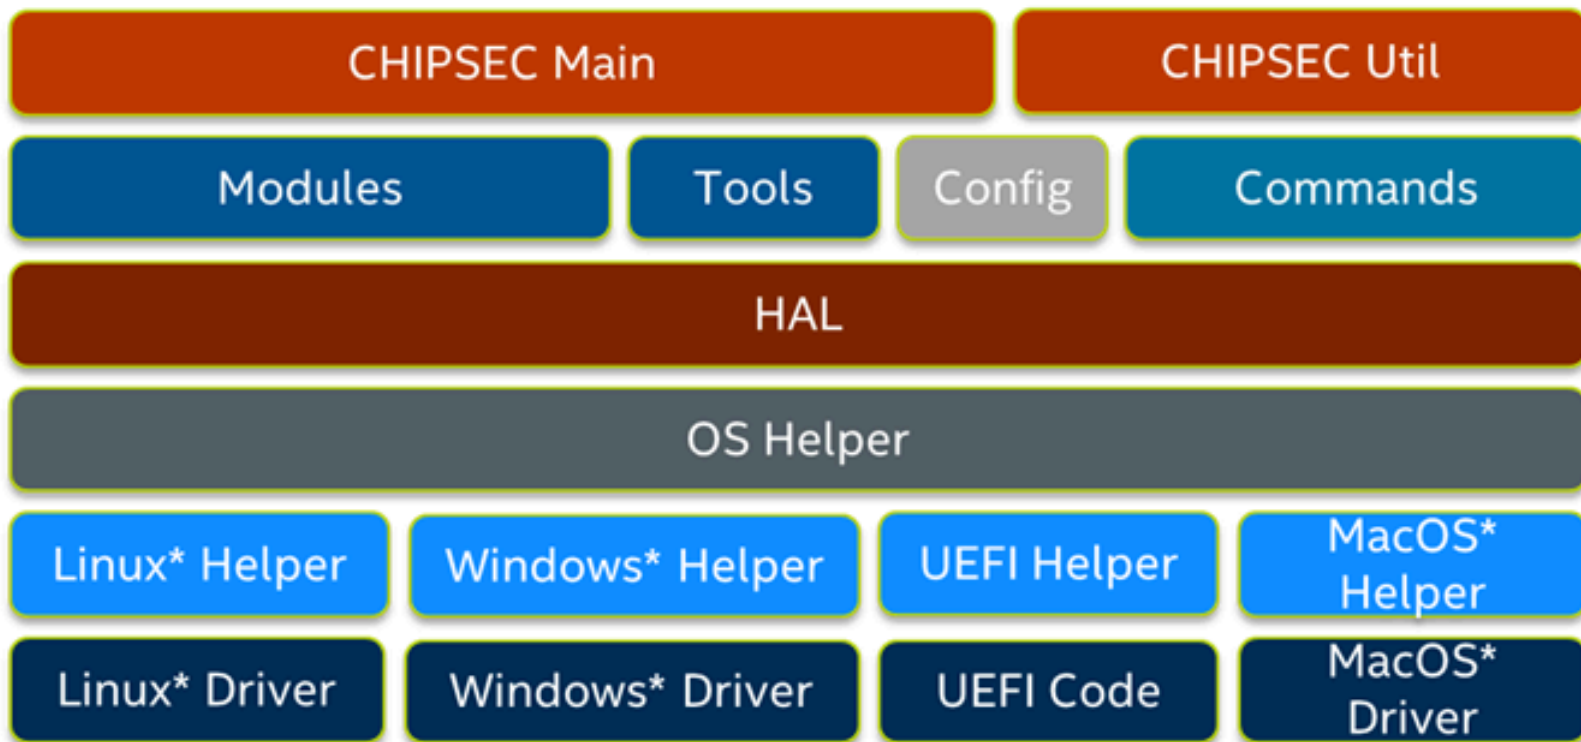 CHIPSEC Main
CHIPSEC Util
Modules
Tools
Config
Commands
HAL
OS Helper
Linux* Helper
Windows* Helper
UEFI Helper
MacOS*
Helper
Linux* Driver
Windows* Driver
UEFI Code
MacOS*
Driver